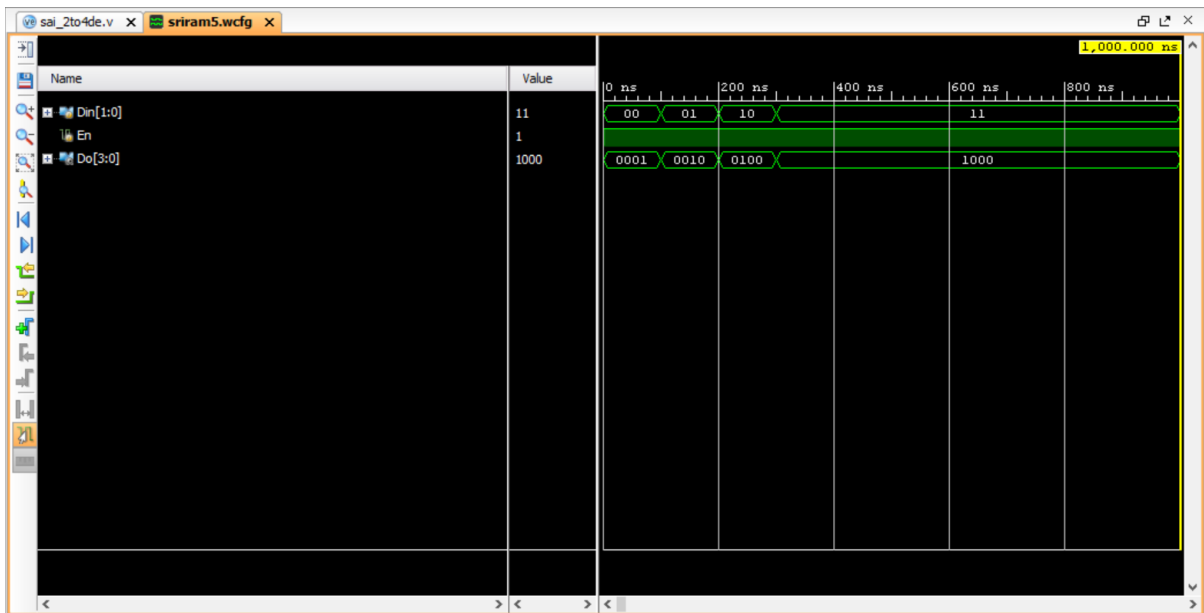 sai_2to4de.v sriram5.wcfg
1,000.000 ns
Name Value
0 ns 200 ns 400 ns 600 ns 800 ns
Din[1:0] 11 00 01 10 11
En 1
Do[3:0] 1000 0001 0010 0100 1000